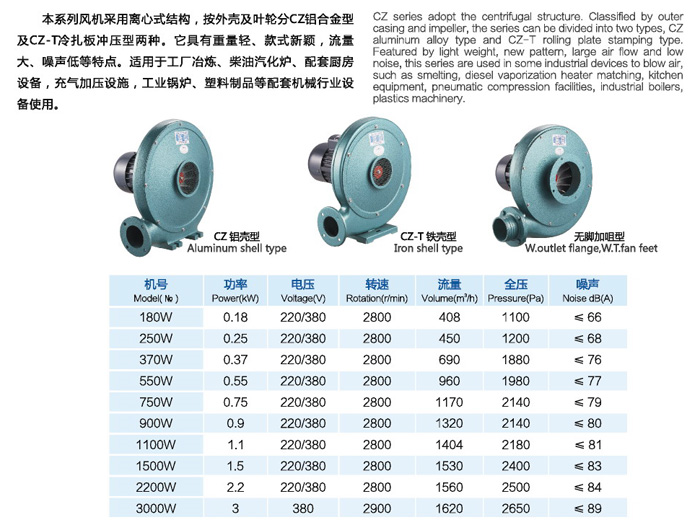 本系列风机采用离心式结构，按外壳及叶轮分CZ铝合金型
及CZ-T冷扎板冲压型两种。它具有重量轻、款式新颖，流量
大、噪声低等特点。适用于工厂冶炼、柴油汽化炉、配套厨房
设备，充气加压设施，工业锅炉、塑料制品等配套机械行业设
备使用。
CZ series adopt the centrifugal structure. Classified by outer
casing and impeller, the series can be divided into two types, CZ
aluminum alloy type and CZ-T rolling plate stamping type.
Featured by light weight, new pattern, large air flow and low
noise, this series are used in some industrial devices to blow air,
such as smelting, diesel vaporization heater matching, kitchen
equipment, pneumatic compression facilities, industrial boilers,
plastics machinery.
CZ 铝壳型
Aluminum shell type
CZ-T 铁壳型
Iron shell type
无脚加咀型
W.outlet flange,W.T.fan feet
机号 功率 电压 转速 流量 全压 噪声
Model(№) Power(kW) Voltage(V) Rotation(r/min) Volume(m³/h) Pressure(Pa) Noise dB(A)
180W 0.18 220/380 2800 408 1100 ≤ 66
250W 0.25 220/380 2800 450 1200 ≤ 68
370W 0.37 220/380 2800 690 1880 ≤ 76
550W 0.55 220/380 2800 960 1980 ≤ 77
750W 0.75 220/380 2800 1170 2140 ≤ 79
900W 0.9 220/380 2800 1320 2140 ≤ 80
1100W 1.1 220/380 2800 1404 2180 ≤ 81
1500W 1.5 220/380 2800 1530 2400 ≤ 83
2200W 2.2 220/380 2800 1560 2500 ≤ 84
3000W 3 380 2900 1620 2650 ≤ 89